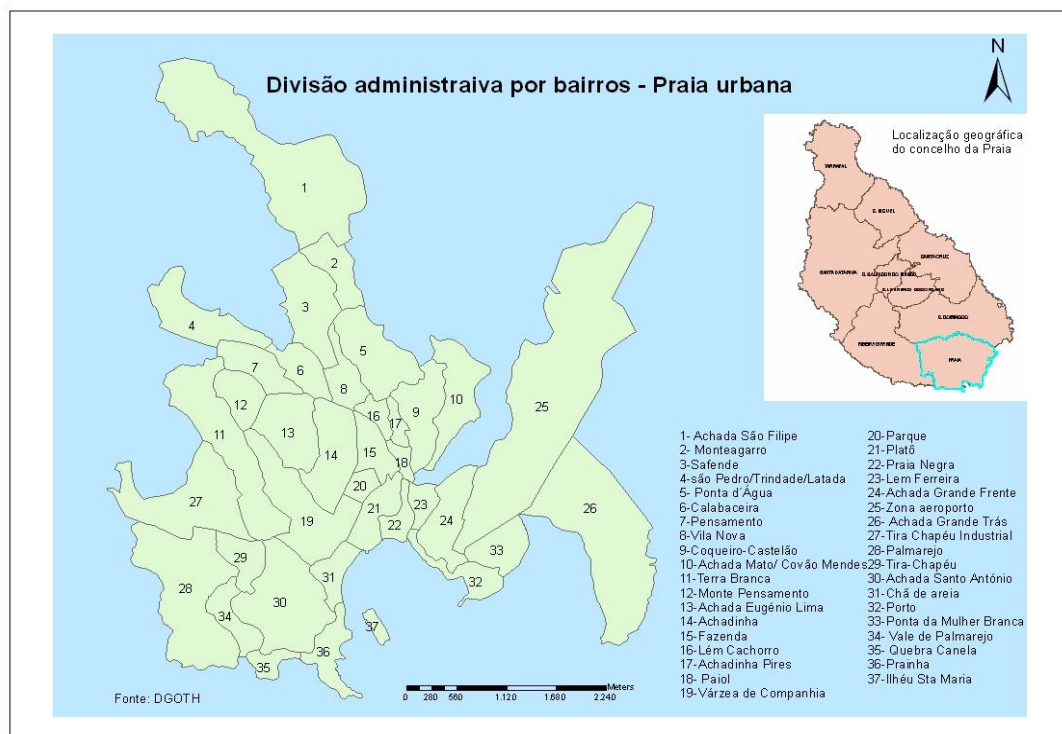 Divisão administraiva por bairros - Praia urbana
N
Localização geográfica
do concelho da Praia
TARRAFAL
S. MIGUEL
SANTA CRUZ
SANTA CATARINA
S. SALVADOR DO MUNDO
S. DOMINGOS
RIBEIRA GRANDE
PRAIA
1
2
3
4
5
6
7
8
9
10
11
12
13
14
15
16
17
18
19
20
21
22
23
24
25
26
27
28
29
30
31
32
33
34
35
36
37
1- Achada São Filipe
2- Monteagarro
3-Safende
4-são Pedro/Trindade/Latada
5- Ponta d´Água
6-Calabaceira
7-Pensamento
8-Vila Nova
9-Coqueiro-Castelão
10-Achada Mato/ Covão Mendes
11-Terra Branca
12-Monte Pensamento
13-Achada Eugénio Lima
14-Achadinha
15-Fazenda
16-Lém Cachorro
17-Achadinha Pires
18- Paiol
19-Várzea de Companhia
20-Parque
21-Platô
22-Praia Negra
23-Lem Ferreira
24-Achada Grande Frente
25-Zona aeroporto
26- Achada Grande Trás
27-Tira Chapéu Industrial
28-Palmarejo
29-Tira-Chapéu
30-Achada Santo António
31-Chã de areia
32-Porto
33-Ponta da Mulher Branca
34- Vale de Palmarejo
35- Quebra Canela
36-Prainha
37-Ilhéu Sta Maria
Fonte: DGOTH
Meters
0 280 560 1.120 1.680 2.240